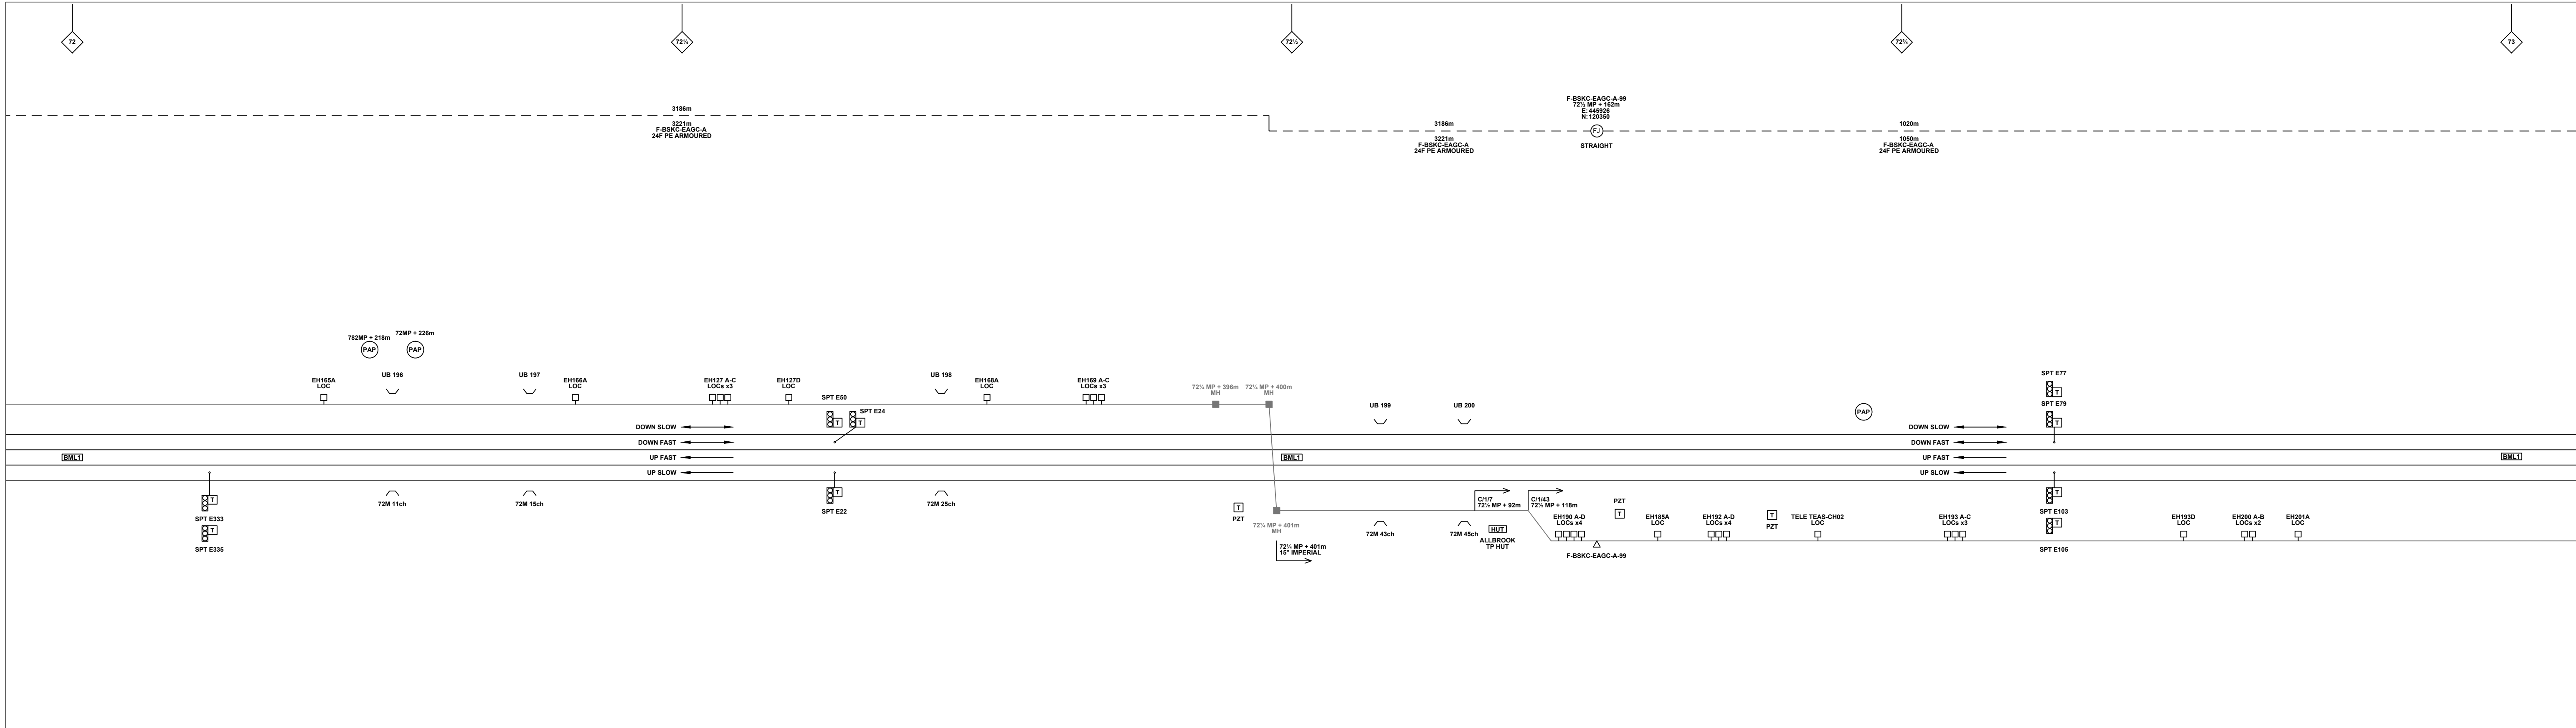 72
72¼
72½
72¾
73
3186m
3221m
F-BSKC-EAGC-A
24F PE ARMOURED
3186m
3221m
F-BSKC-EAGC-A
24F PE ARMOURED
F-BSKC-EAGC-A-99
72½ MP + 162m
E: 445926
N: 120350
FJ
STRAIGHT
1020m
1050m
F-BSKC-EAGC-A
24F PE ARMOURED
782MP + 218m
PAP
72MP + 226m
PAP
EH165A
LOC
UB 196
UB 197
EH166A
LOC
EH127 A-C
LOCs x3
EH127D
LOC
SPT E50
T
SPT E24
T
UB 198
EH168A
LOC
EH169 A-C
LOCs x3
72¼ MP + 396m
MH
72¼ MP + 400m
MH
UB 199
UB 200
PAP
SPT E77
T
SPT E79
T
DOWN SLOW
DOWN FAST
UP FAST
UP SLOW
DOWN SLOW
DOWN FAST
UP FAST
UP SLOW
BML1
BML1
BML1
T
SPT E333
T
SPT E335
72M 11ch
72M 15ch
T
SPT E22
72M 25ch
T
PZT
72¼ MP + 401m
MH
72¼ MP + 401m
15" IMPERIAL
72M 43ch
72M 45ch
C/1/7
72½ MP + 92m
HUT
ALLBROOK
TP HUT
C/1/43
72½ MP + 118m
EH190 A-D
LOCs x4
F-BSKC-EAGC-A-99
PZT
T
EH185A
LOC
EH192 A-D
LOCs x4
T
PZT
TELE TEAS-CH02
LOC
EH193 A-C
LOCs x3
T
SPT E103
T
SPT E105
EH193D
LOC
EH200 A-B
LOCs x2
EH201A
LOC